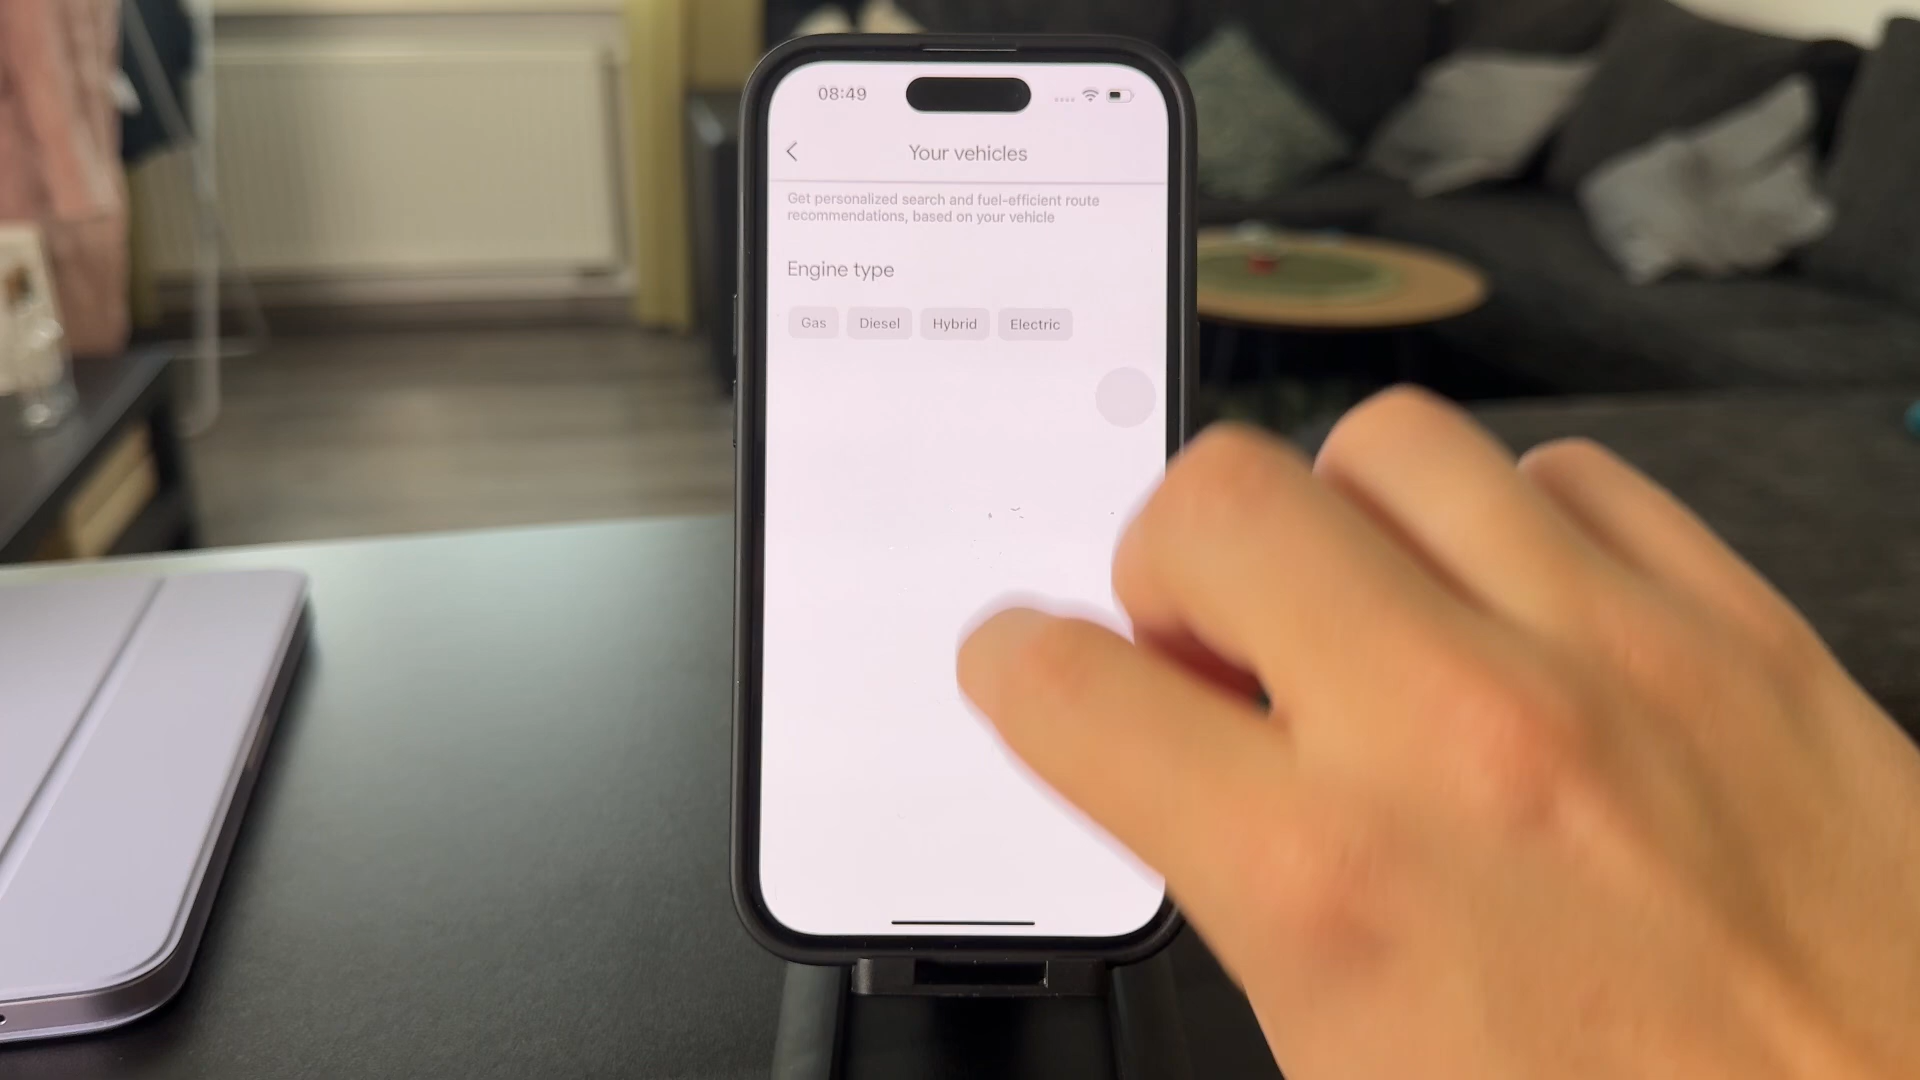 08:49
Your vehicles
Get personalized search and fuel-efficient route
recommendations, based on your vehicle
Engine type
Gas
Diesel
Hybrid
Electric